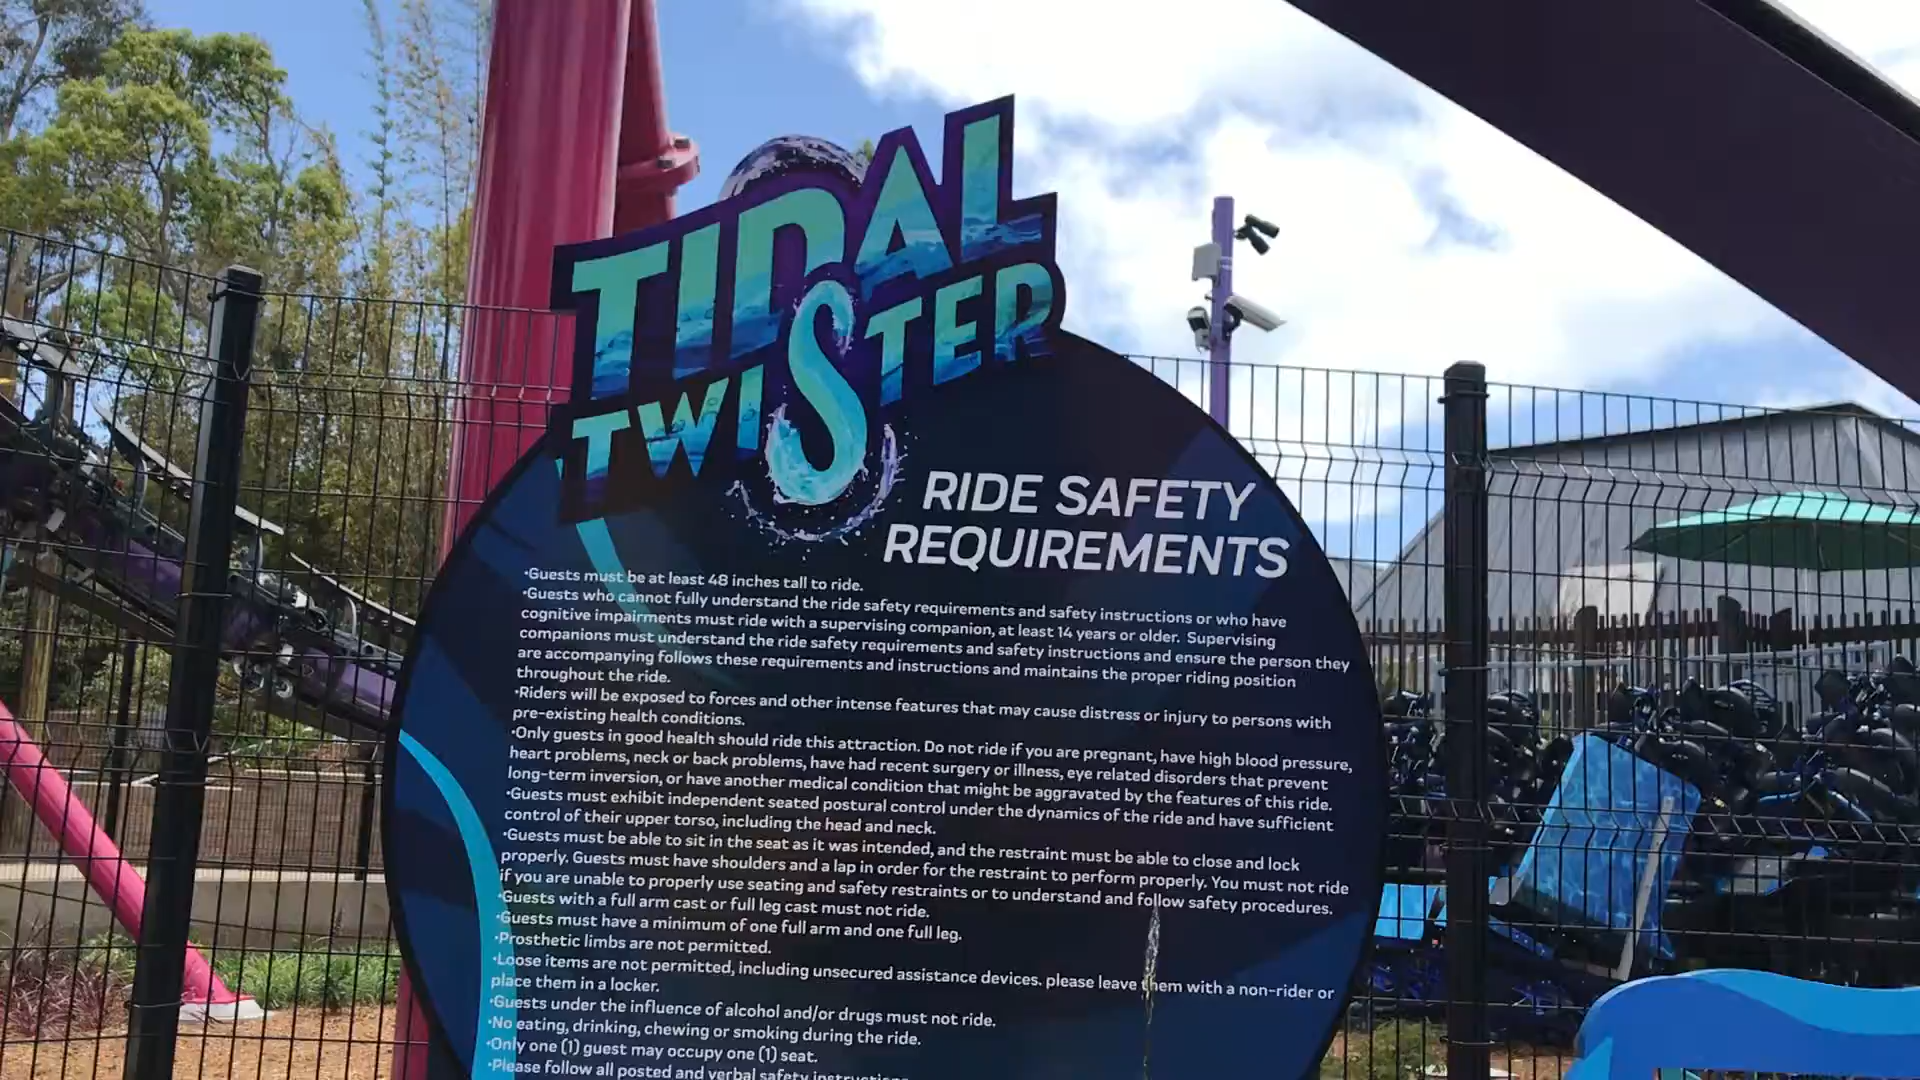 TIDAL
TWISTER
RIDE SAFETY
REQUIREMENTS
•Guests must be at least 48 inches tall to ride.
•Guests who cannot fully understand the ride safety requirements and safety instructions or who have
cognitive impairments must ride with a supervising companion, at least 14 years or older. Supervising
companions must understand the ride safety requirements and safety instructions and ensure the person they
are accompanying follows these requirements and instructions and maintains the proper riding position
throughout the ride.
•Riders will be exposed to forces and other intense features that may cause distress or injury to persons with
pre-existing health conditions.
•Only guests in good health should ride this attraction. Do not ride if you are pregnant, have high blood pressure,
heart problems, neck or back problems, have had recent surgery or illness, eye related disorders that prevent
long-term inversion, or have another medical condition that might be aggravated by the features of this ride.
•Guests must exhibit independent seated postural control under the dynamics of the ride and have sufficient
control of their upper torso, including the head and neck.
•Guests must be able to sit in the seat as it was intended, and the restraint must be able to close and lock
properly. Guests must have shoulders and a lap in order for the restraint to perform properly. You must not ride
if you are unable to properly use seating and safety restraints or to understand and follow safety procedures.
•Guests with a full arm cast or full leg cast must not ride.
•Guests must have a minimum of one full arm and one full leg.
•Prosthetic limbs are not permitted.
•Loose items are not permitted, including unsecured assistance devices. please leave them with a non-rider or
place them in a locker.
•Guests under the influence of alcohol and/or drugs must not ride.
•No eating, drinking, chewing or smoking during the ride.
•Only one (1) guest may occupy one (1) seat.
•Please follow all posted and verbal safety instructions